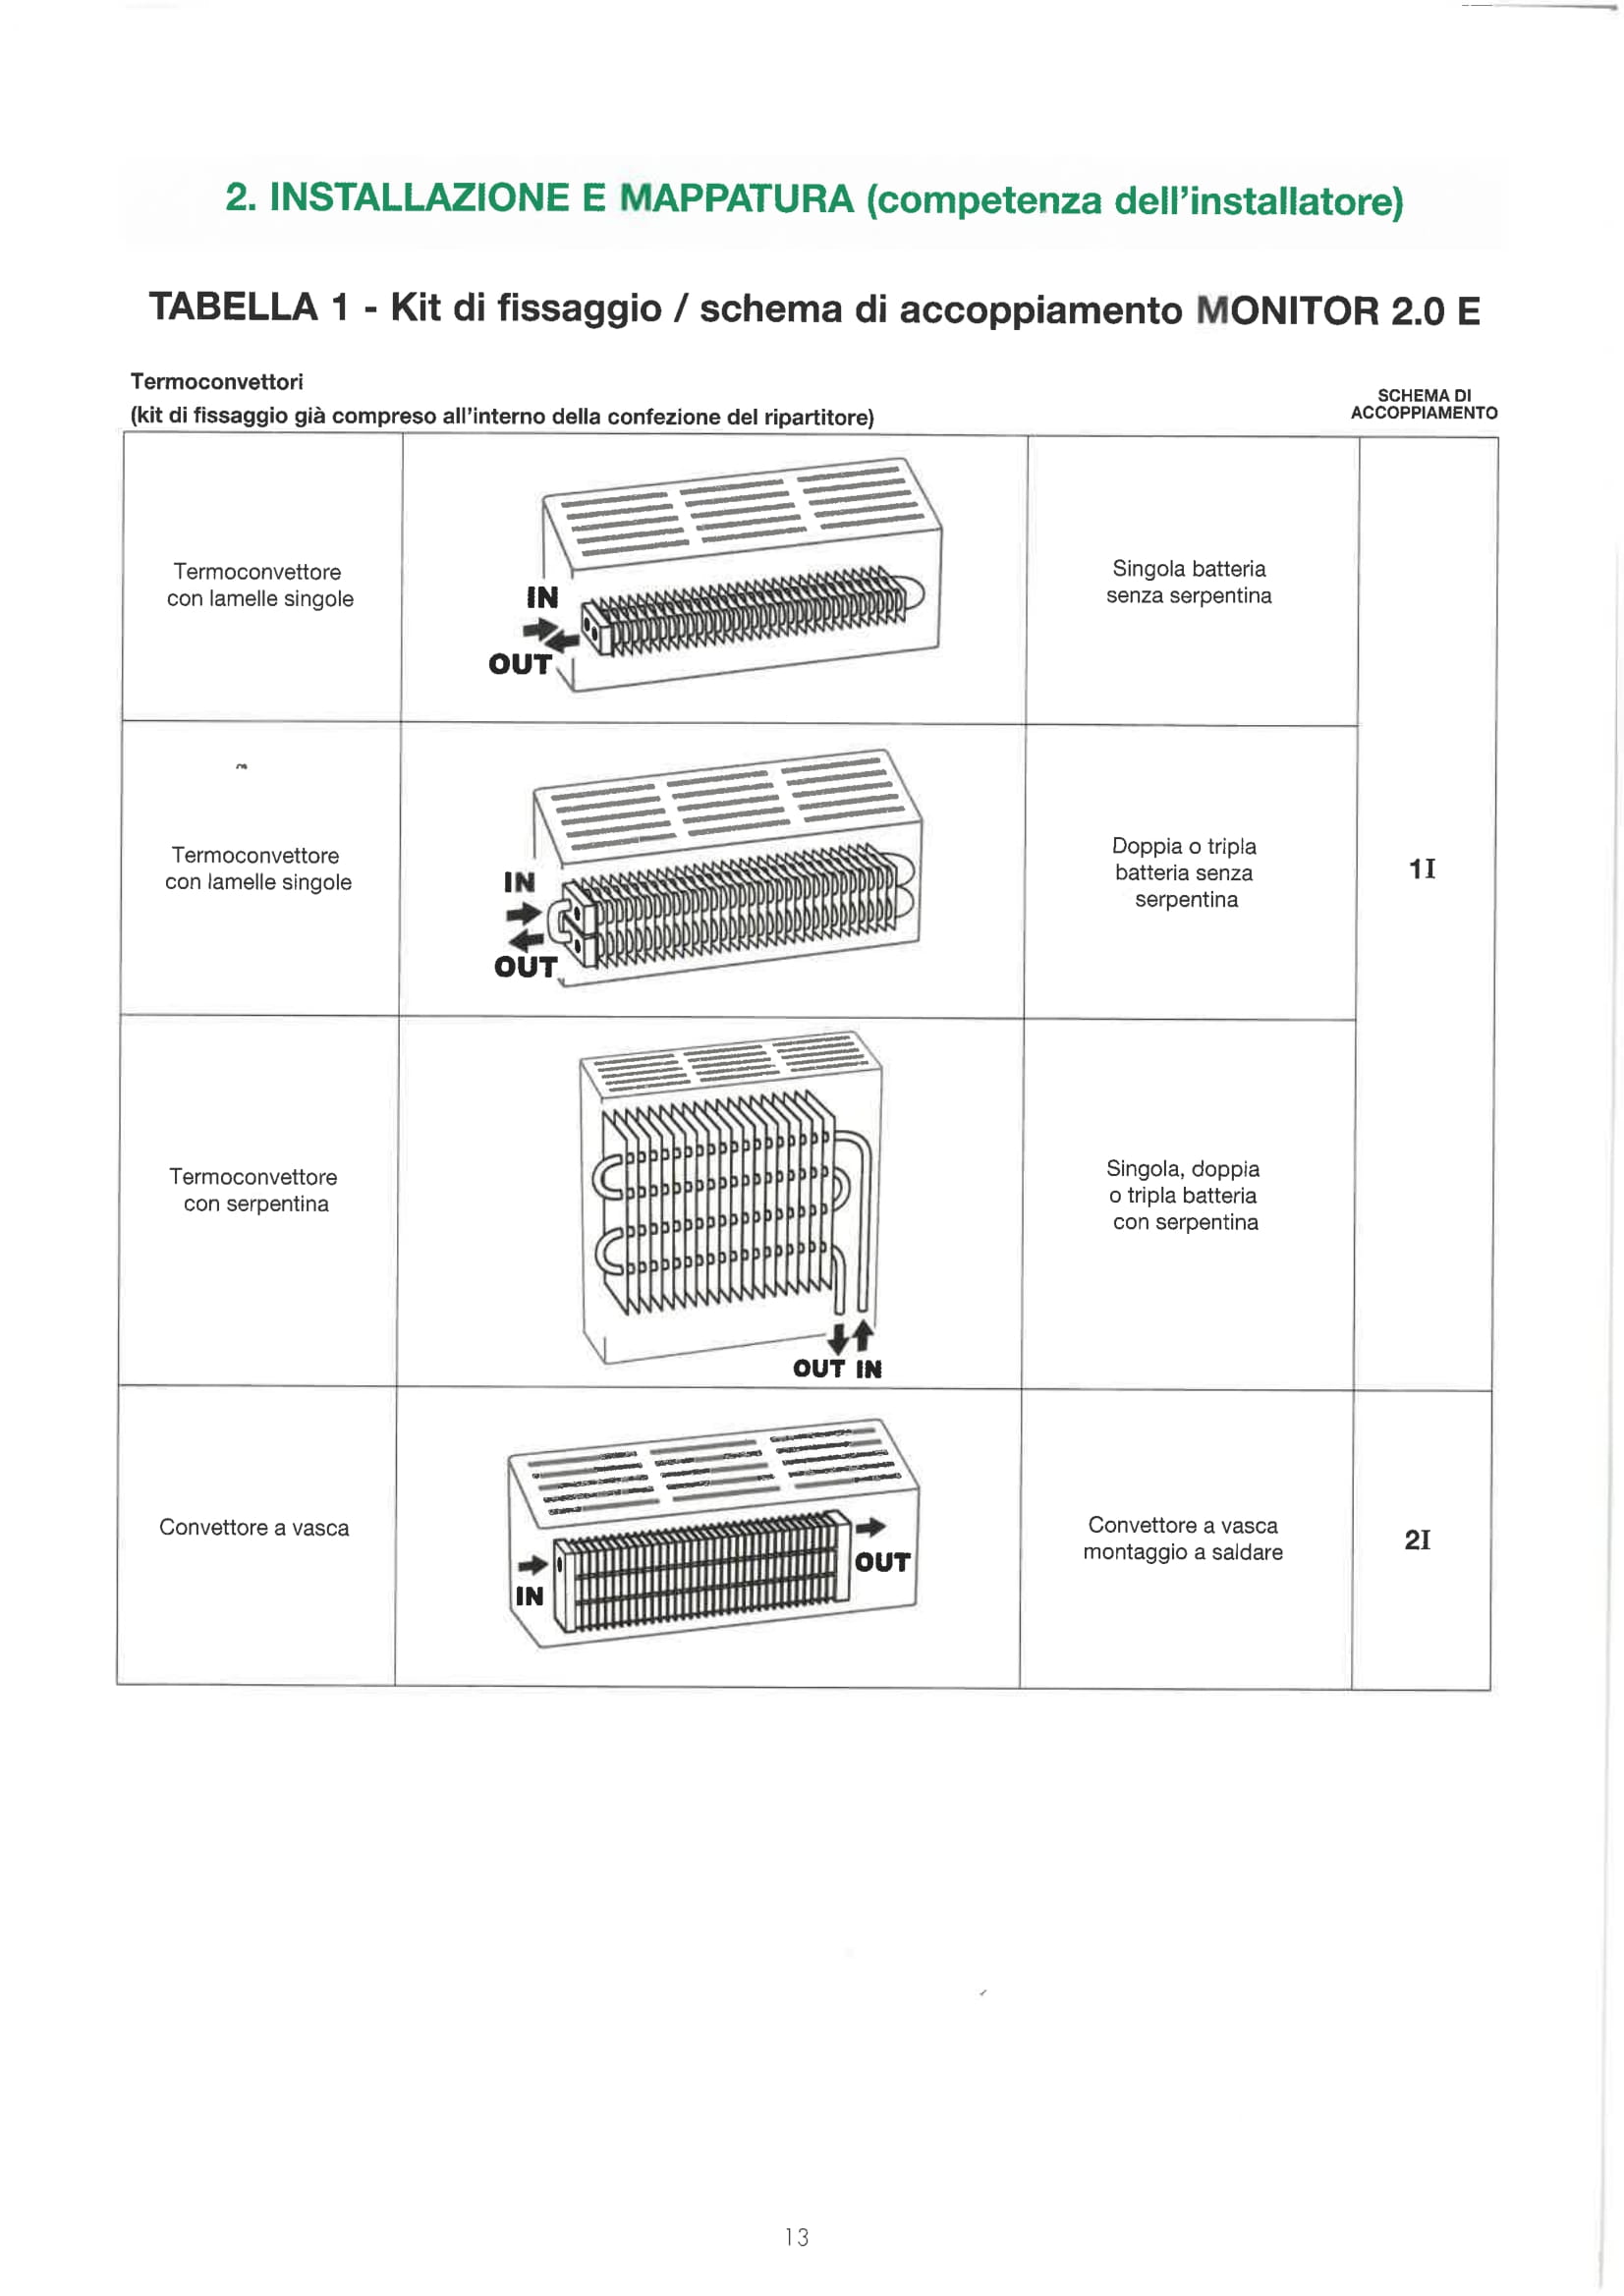 2. INSTALLAZIONE E MAPPATURA (competenza dell'installatore)
TABELLA 1 - Kit di fissaggio / schema di accoppiamento MONITOR 2.0 E
Termoconvettori
(kit di fissaggio già compreso all'interno della confezione del ripartitore)
SCHEMA DI
ACCOPPIAMENTO
Termoconvettore
con lamelle singole
IN
OUT
Singola batteria
senza serpentina
Termoconvettore
con lamelle singole
IN
OUT
Doppia o tripla
batteria senza
serpentina
1I
Termoconvettore
con serpentina
OUT IN
Singola, doppia
o tripla batteria
con serpentina
Convettore a vasca
IN
OUT
Convettore a vasca
montaggio a saldare
2I
13